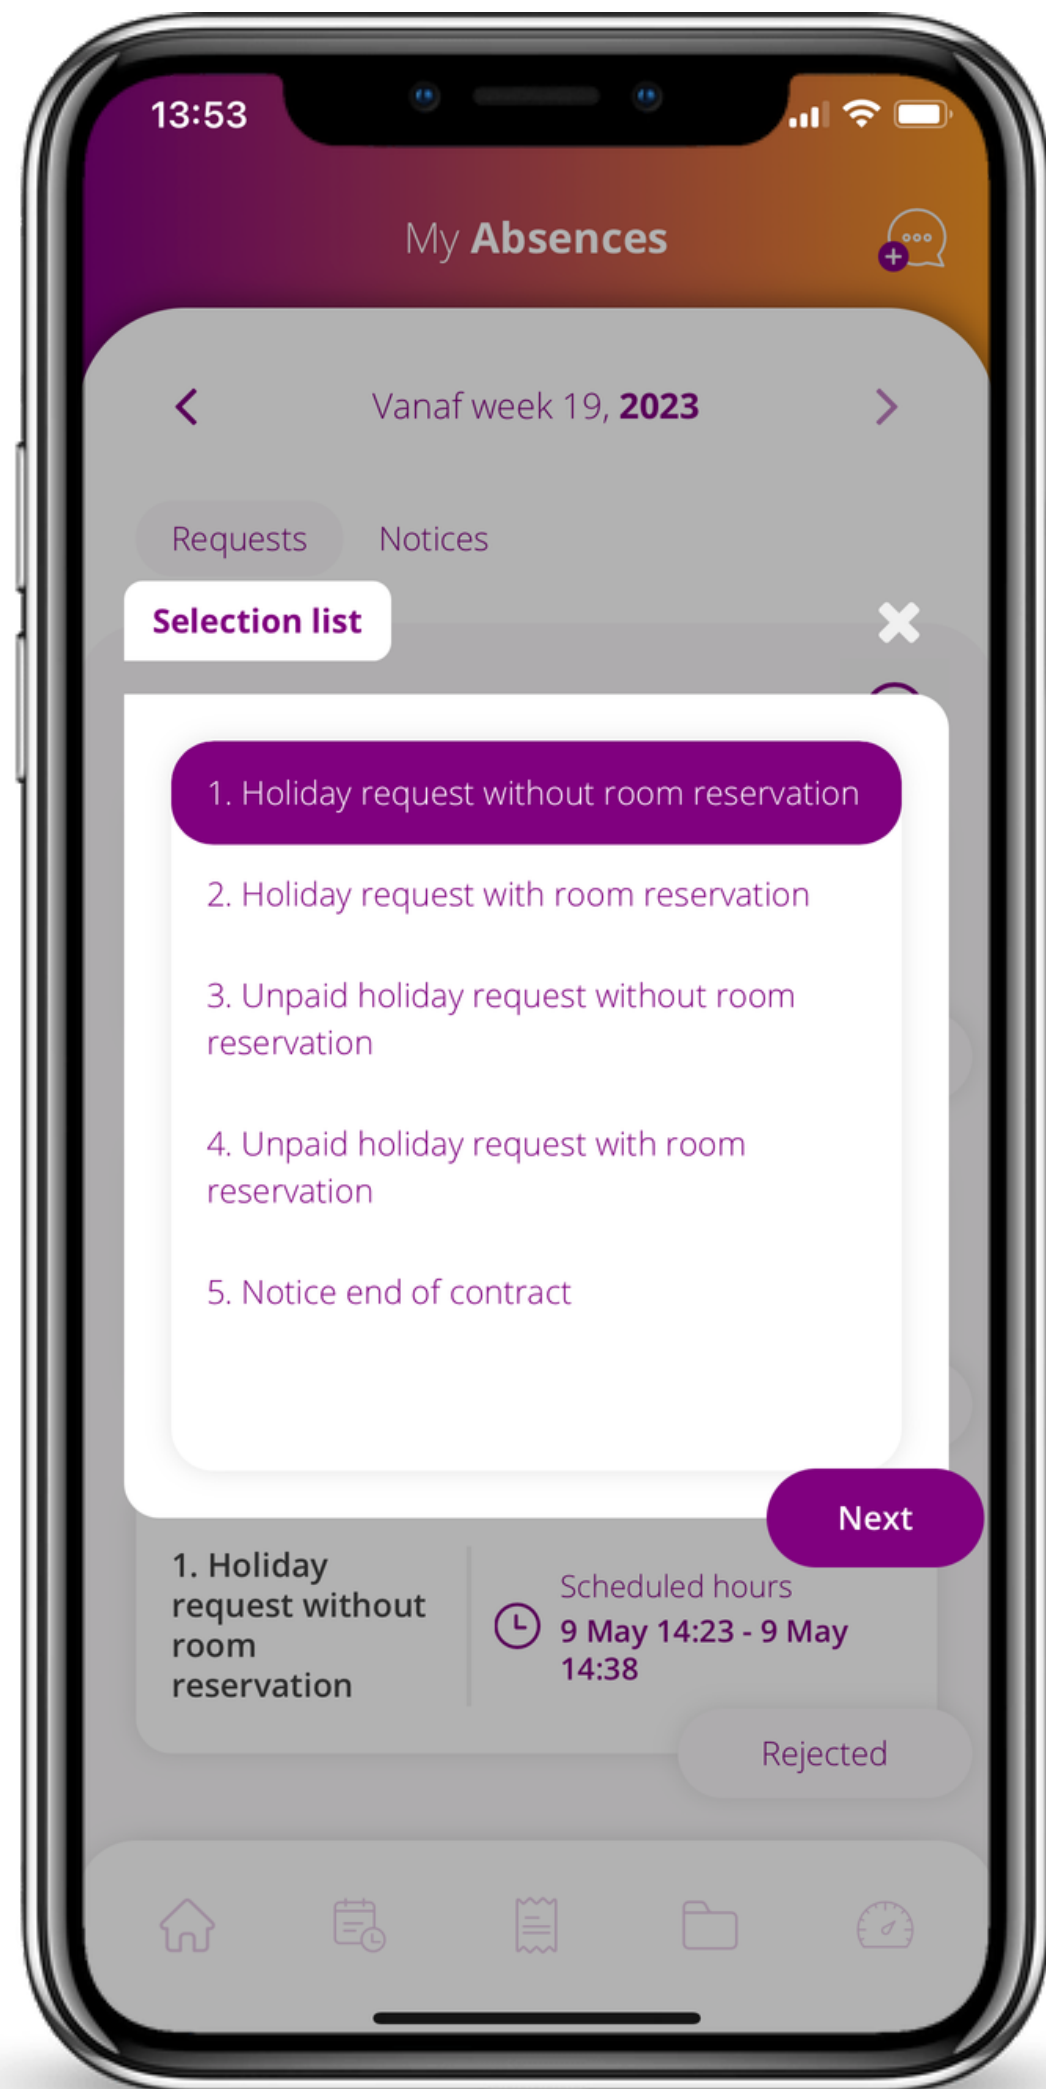 13:53
My Absences
Vanaf week 19, 2023
Requests
Notices
Selection list
1. Holiday request without room reservation
2. Holiday request with room reservation
3. Unpaid holiday request without room
reservation
4. Unpaid holiday request with room
reservation
5. Notice end of contract
Next
1. Holiday
request without
room
reservation
Scheduled hours
9 May 14:23 - 9 May
14:38
Rejected